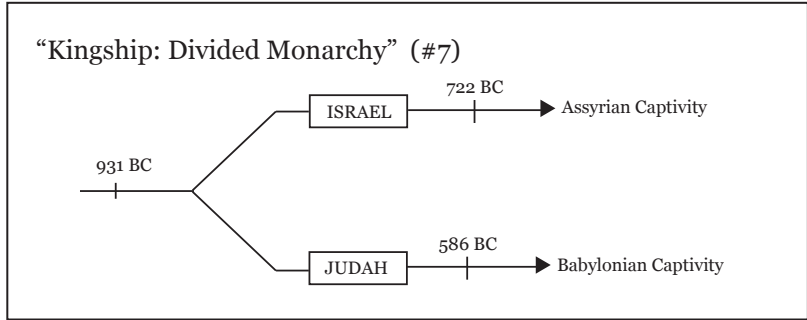 “Kingship: Divided Monarchy” (#7)
722 BC
ISRAEL
Assyrian Captivity
931 BC
586 BC
JUDAH
Babylonian Captivity